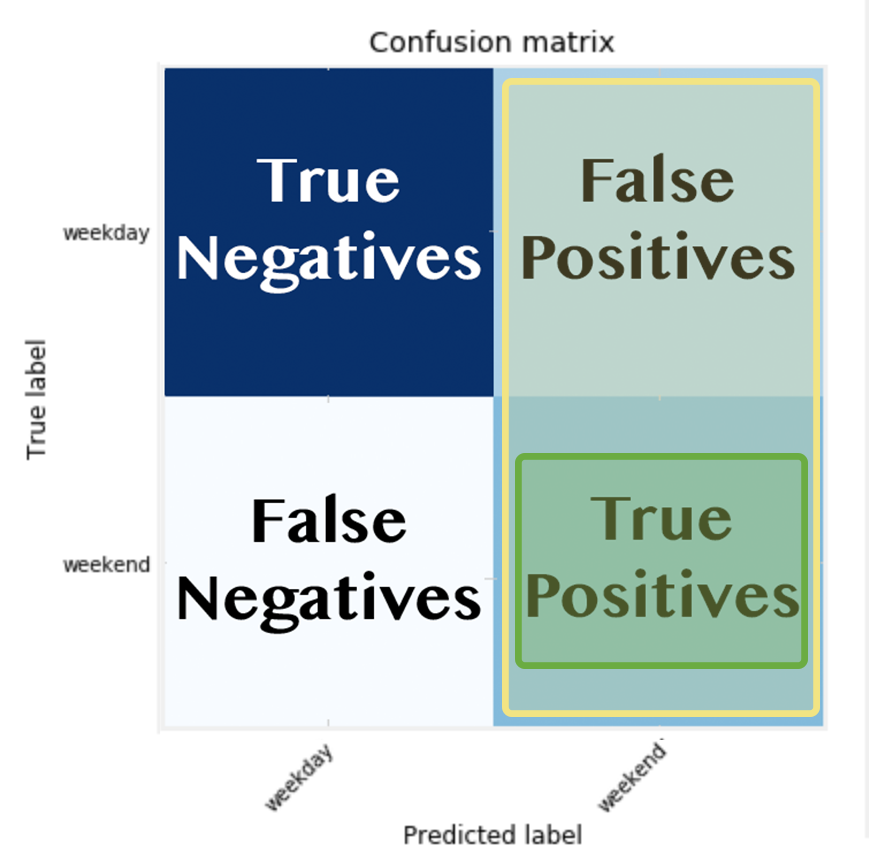 Confusion matrix
True label
weekday
True
Negatives
False
Positives
weekend
False
Negatives
True
Positives
weekday
weekend
Predicted label